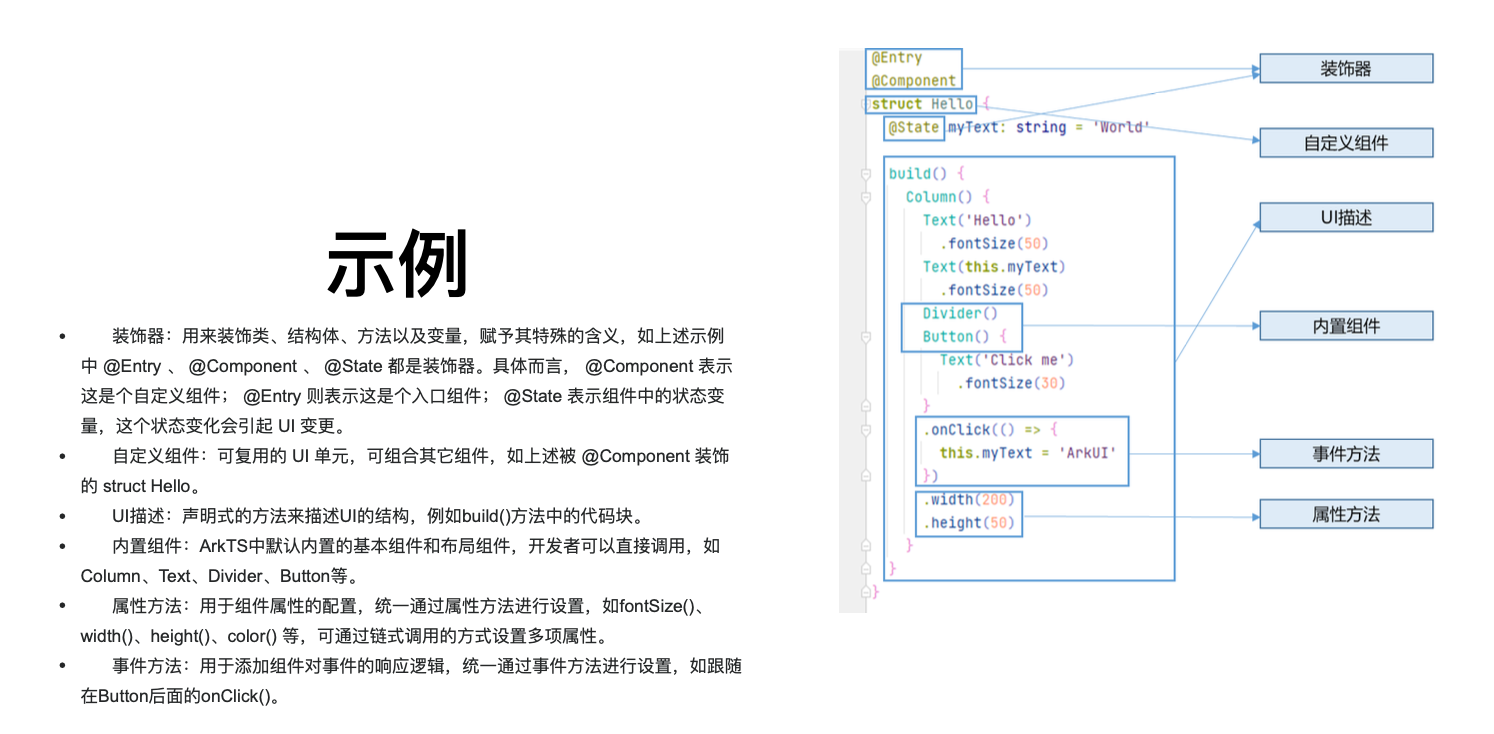 示例
• 装饰器：用来装饰类、结构体、方法以及变量，赋予其特殊的含义，如上述示例
中 @Entry 、 @Component 、 @State 都是装饰器。具体而言， @Component 表示
这是个自定义组件； @Entry 则表示这是个入口组件； @State 表示组件中的状态变
量，这个状态变化会引起 UI 变更。
• 自定义组件：可复用的 UI 单元，可组合其它组件，如上述被 @Component 装饰
的 struct Hello。
• UI描述：声明式的方法来描述UI的结构，例如build()方法中的代码块。
• 内置组件：ArkTS中默认内置的基本组件和布局组件，开发者可以直接调用，如
Column、Text、Divider、Button等。
• 属性方法：用于组件属性的配置，统一通过属性方法进行设置，如fontSize()、
width()、height()、color() 等，可通过链式调用的方式设置多项属性。
• 事件方法：用于添加组件对事件的响应逻辑，统一通过事件方法进行设置，如跟随
在Button后面的onClick()。
@Entry
@Component
struct Hello {
@State myText: string = 'World'
build() {
Column() {
Text('Hello')
.fontSize(50)
Text(this.myText)
.fontSize(50)
Divider()
Button() {
Text('Click me')
.fontSize(30)
}
.onClick(() => {
this.myText = 'ArkUI'
})
.width(200)
.height(50)
}
}
}
装饰器
自定义组件
UI描述
内置组件
事件方法
属性方法